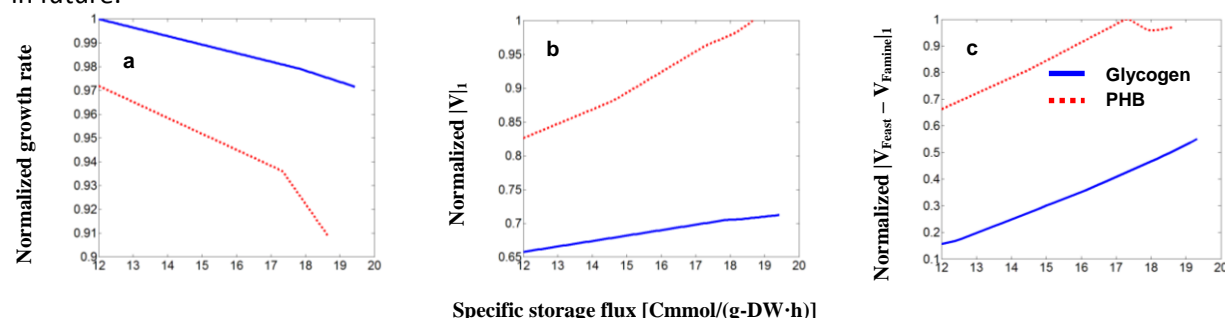 in future.
Normalized growth rate
a
1
0.99
0.98
0.97
0.96
0.95
0.94
0.93
0.92
0.91
0.9
12 13 14 15 16 17 18 19 20
Normalized |V|1
b
1
0.95
0.9
0.85
0.8
0.75
0.7
0.65
12 13 14 15 16 17 18 19 20
Normalized |VFeast – VFamine|1
c
1
0.9
0.8
0.7
0.6
0.5
0.4
0.3
0.2
0.1
12 13 14 15 16 17 18 19 20
Glycogen
PHB
Specific storage flux [Cmmol/(g-DW·h)]